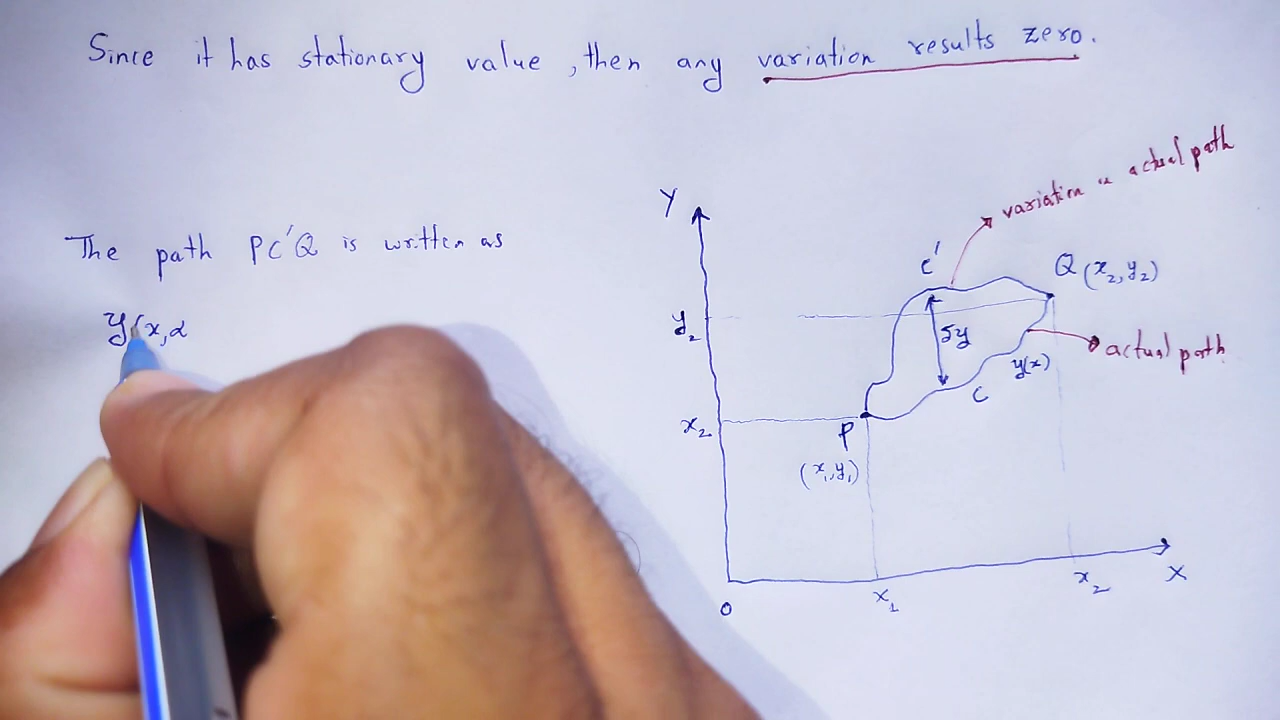 Since it has stationary value, then any variation results zero.
The path PC'Q is written as
y(x,α
Y
variation in actual path
C'
Q (x₂, y₂)
y₂
δy
actual path
y(x)
C
x₂
P
(x₁,y₁)
O
x₁
x₂
X